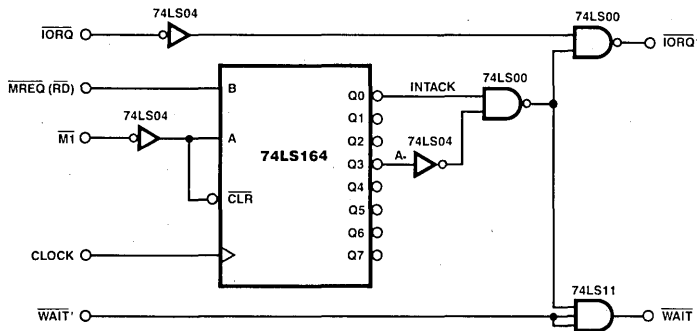 74LS04
IORQ
74LS00
IORQ'
MREQ (RD)
B
74LS00
Q0
INTACK
Q1
74LS04
M1
A
Q2
74LS04
74LS164
Q3
A.
CLR
Q4
Q5
Q6
CLOCK
Q7
74LS11
WAIT'
WAIT